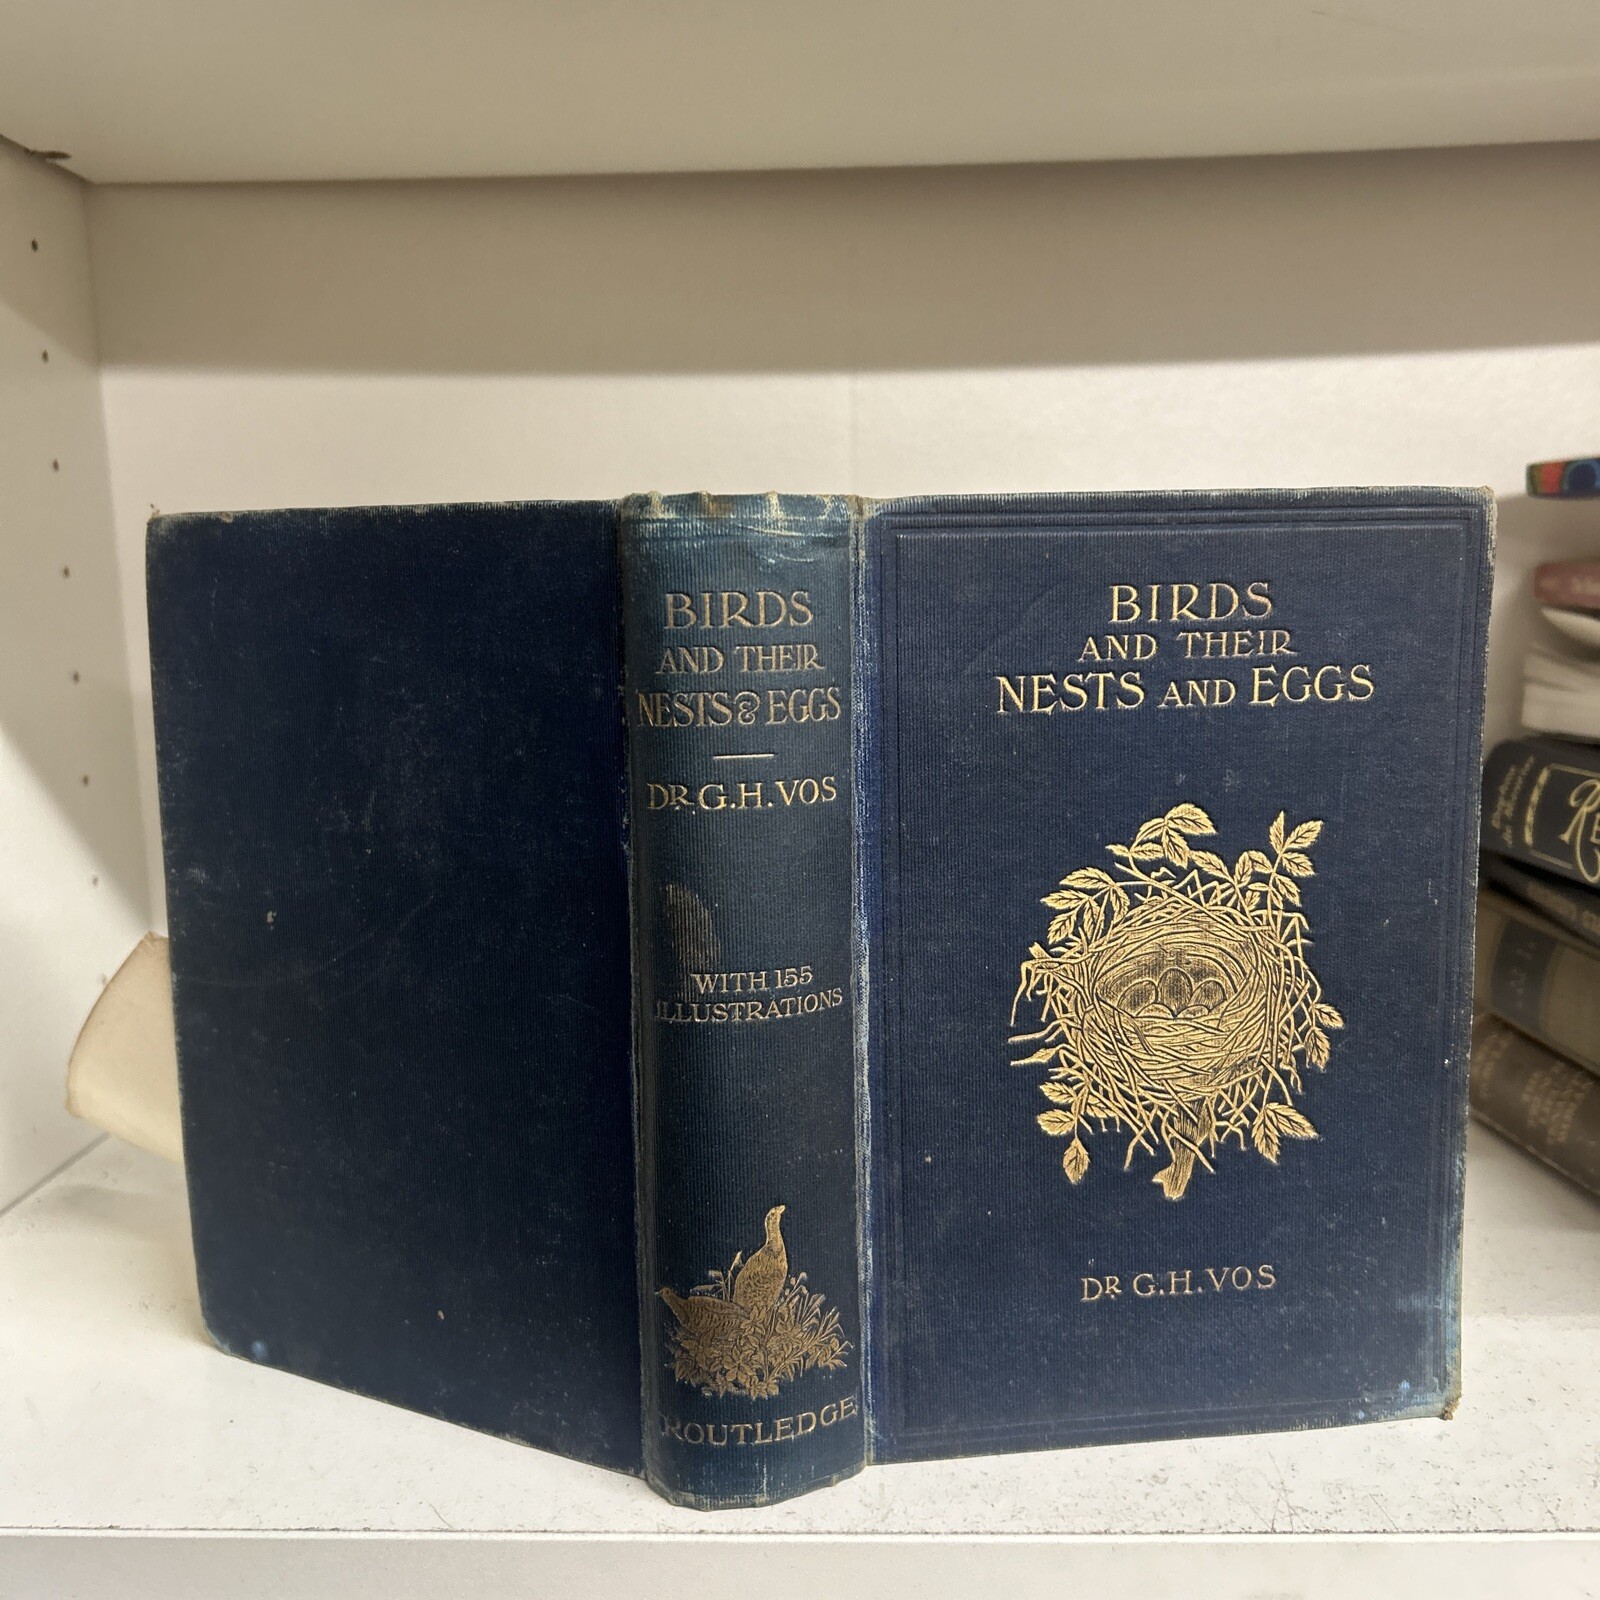 BIRDS
AND THEIR
NESTS & EGGS
DR. G.H. VOS
WITH 155
ILLUSTRATIONS
ROUTLEDGE
BIRDS
AND THEIR
NESTS AND EGGS
DR G.H. VOS